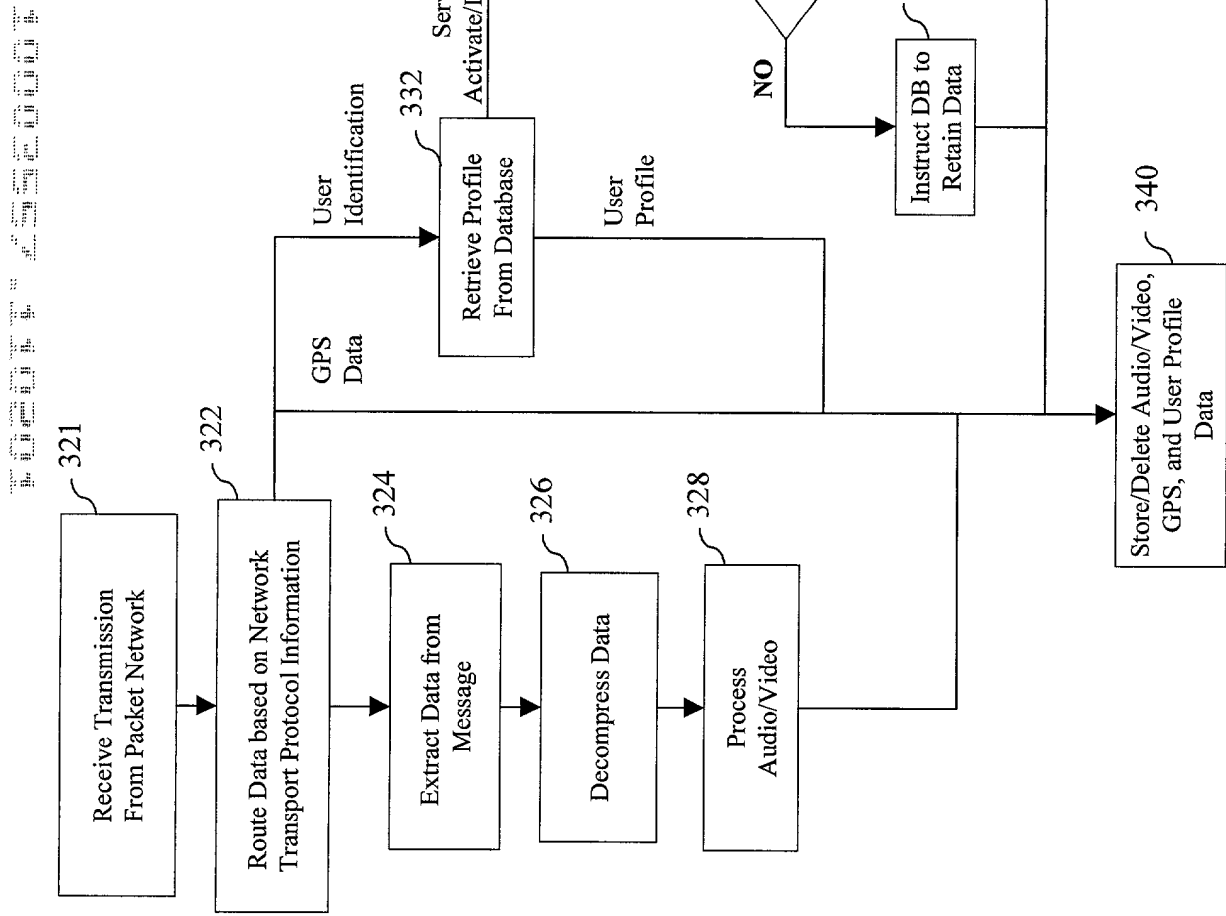 321
Receive Transmission
From Packet Network
322
Route Data based on Network
Transport Protocol Information
324
Extract Data from
Message
326
Decompress Data
328
Process
Audio/Video
GPS
Data
User
Identification
332
Retrieve Profile
From Database
User
Profile
Ser
Activate/
NO
Instruct DB to
Retain Data
340
Store/Delete Audio/Video,
GPS, and User Profile
Data